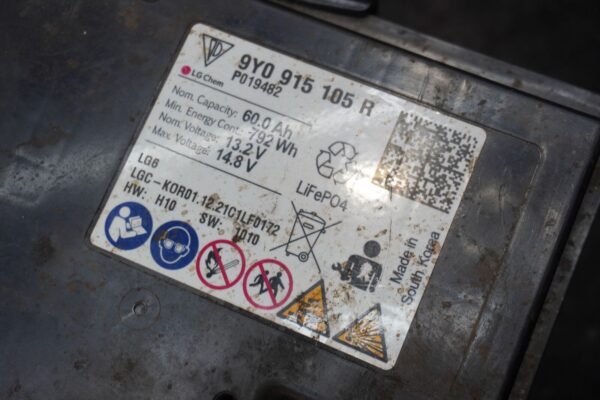 9Y0 915 105 R
P019482
LG Chem
Nom. Capacity: 60.0 Ah
Min. Energy Cont.: 792 Wh
Nom. Voltage: 13.2 V
Max. Voltage: 14.8 V
LiFePO4
LG6
LGC-KOR01.12.21C1LF0172
HW: H10 SW: 1010
Made in
South Korea